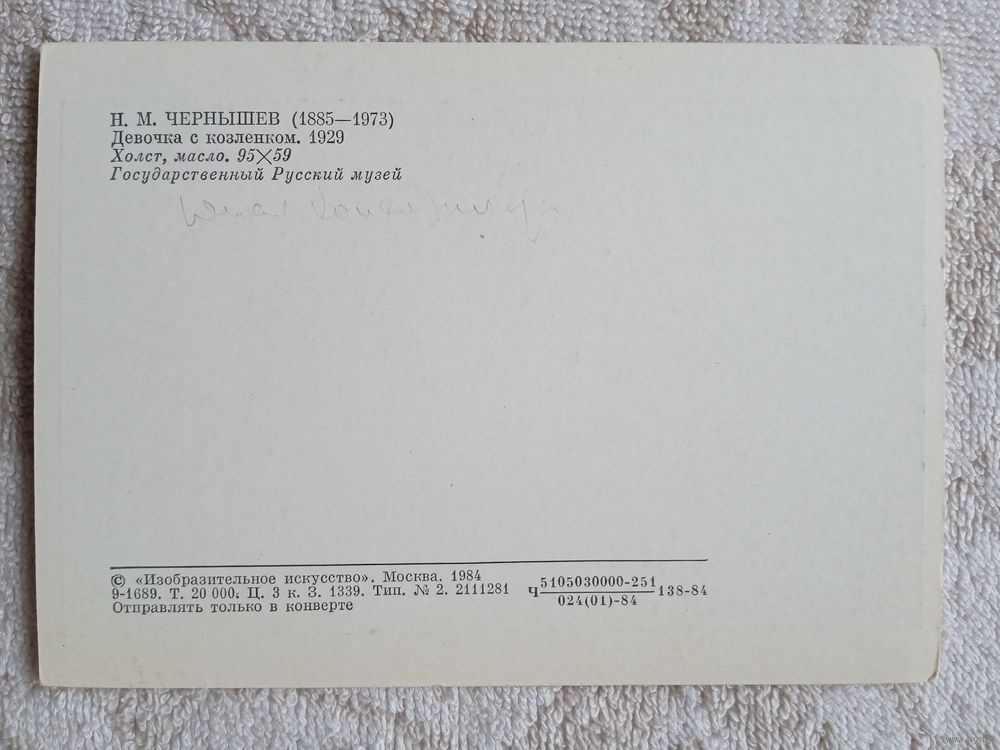 Н. М. ЧЕРНЫШЕВ (1885—1973)
Девочка с козленком. 1929
Холст, масло. 95×59
Государственный Русский музей
© «Изобразительное искусство». Москва. 1984
9-1689. Т. 20 000. Ц. 3 к. З. 1339. Тип. № 2. 2111281
Отправлять только в конверте
Ч 5105030000-251
024(01)-84 138-84